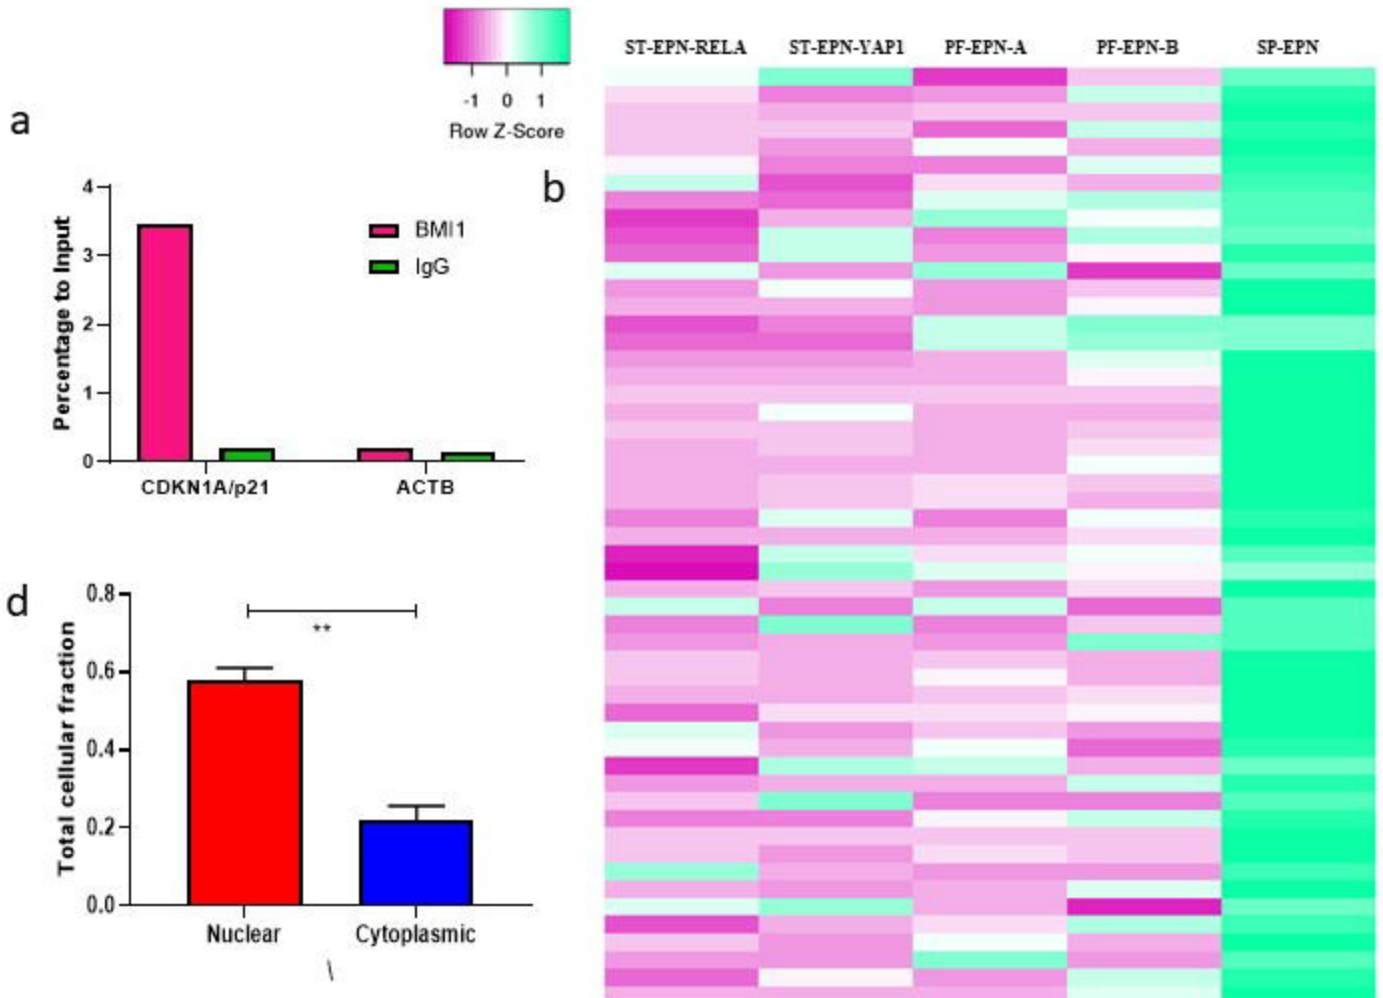 -1 0 1
Row Z-Score
ST-EPN-RELA ST-EPN-YAP1 PF-EPN-A PF-EPN-B SP-EPN
a
b
Percentage to Input
4
3
2
1
0
BMI1
IgG
CDKN1A/p21 ACTB
d
Total cellular fraction
0.8
0.6
0.4
0.2
0.0
**
Nuclear Cytoplasmic
\